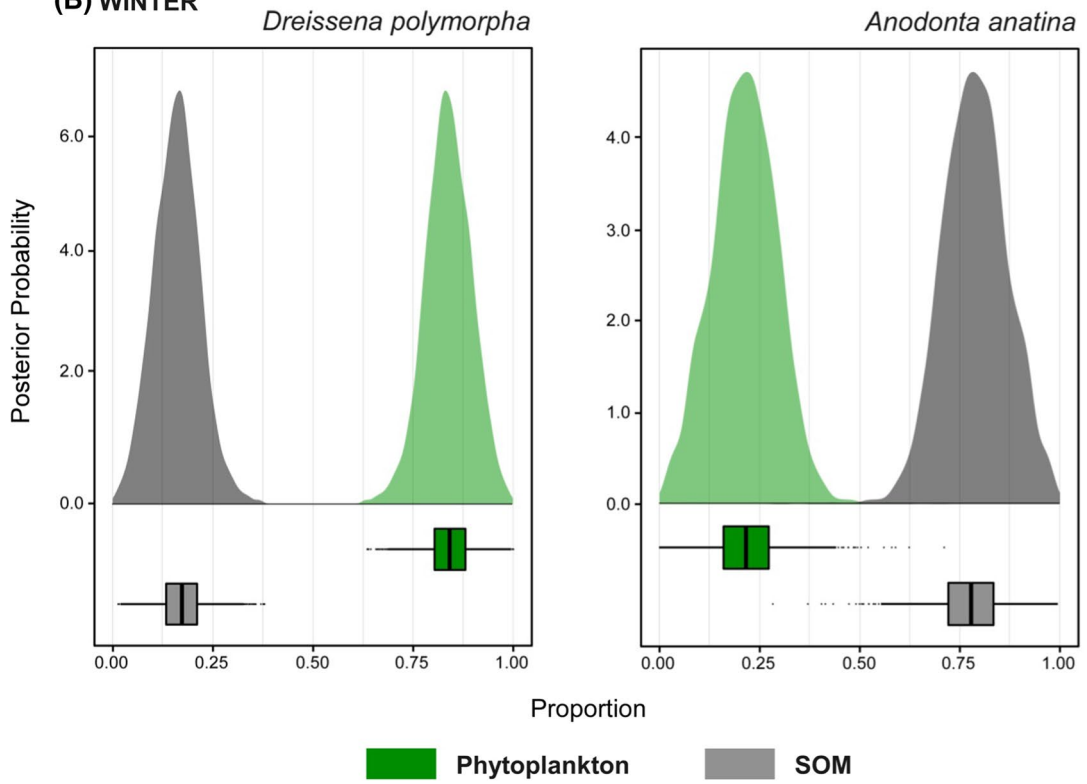 (B) WINTER
Dreissena polymorpha
Anodonta anatina
Posterior Probability
6.0
4.0
2.0
0.0
4.0
3.0
2.0
1.0
0.0
0.00 0.25 0.50 0.75 1.00
0.00 0.25 0.50 0.75 1.00
Proportion
Phytoplankton
SOM